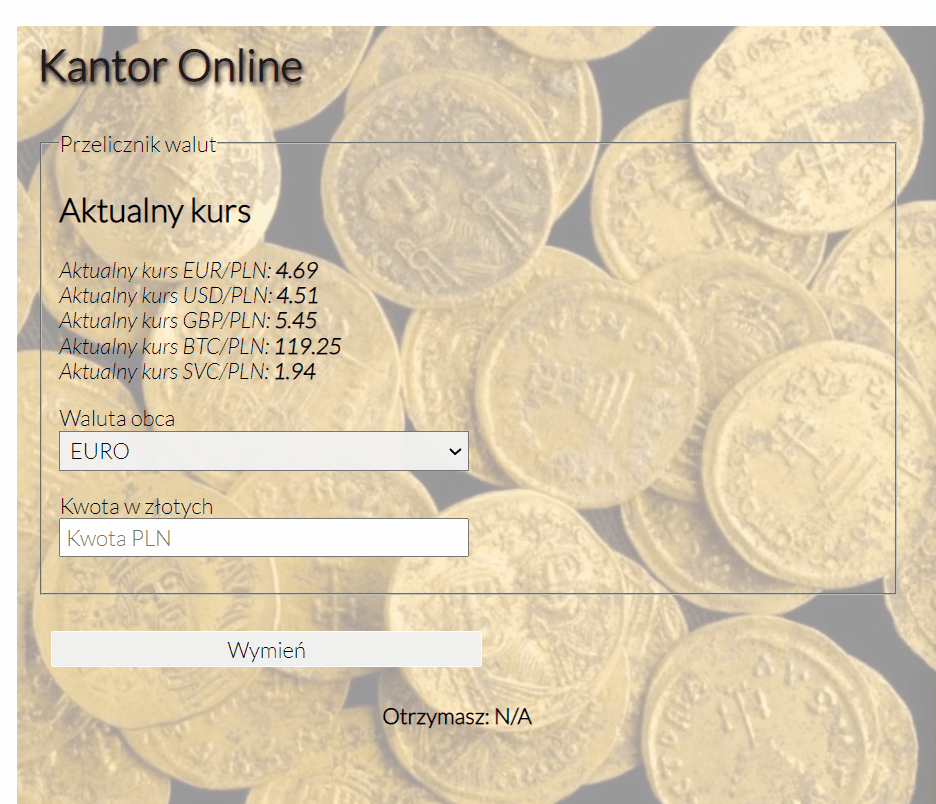 Kantor Online
Przelicznik walut
Aktualny kurs
Aktualny kurs EUR/PLN: 4.69
Aktualny kurs USD/PLN: 4.51
Aktualny kurs GBP/PLN: 5.45
Aktualny kurs BTC/PLN: 119.25
Aktualny kurs SVC/PLN: 1.94
Waluta obca
EURO
Kwota w złotych
Kwota PLN
Wymień
Otrzymasz: N/A